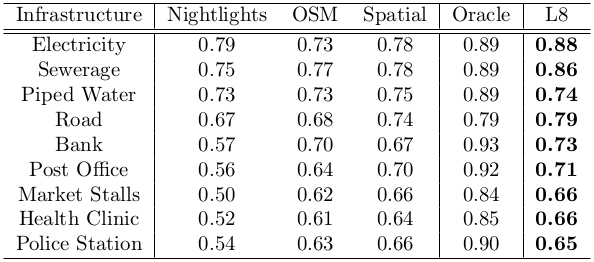 Infrastructure Nightlights OSM Spatial Oracle L8
Electricity 0.79 0.73 0.78 0.89 0.88
Sewerage 0.75 0.77 0.78 0.89 0.86
Piped Water 0.73 0.73 0.75 0.89 0.74
Road 0.67 0.68 0.74 0.79 0.79
Bank 0.57 0.70 0.67 0.93 0.73
Post Office 0.56 0.64 0.70 0.92 0.71
Market Stalls 0.50 0.62 0.66 0.84 0.66
Health Clinic 0.52 0.61 0.64 0.85 0.66
Police Station 0.54 0.63 0.66 0.90 0.65